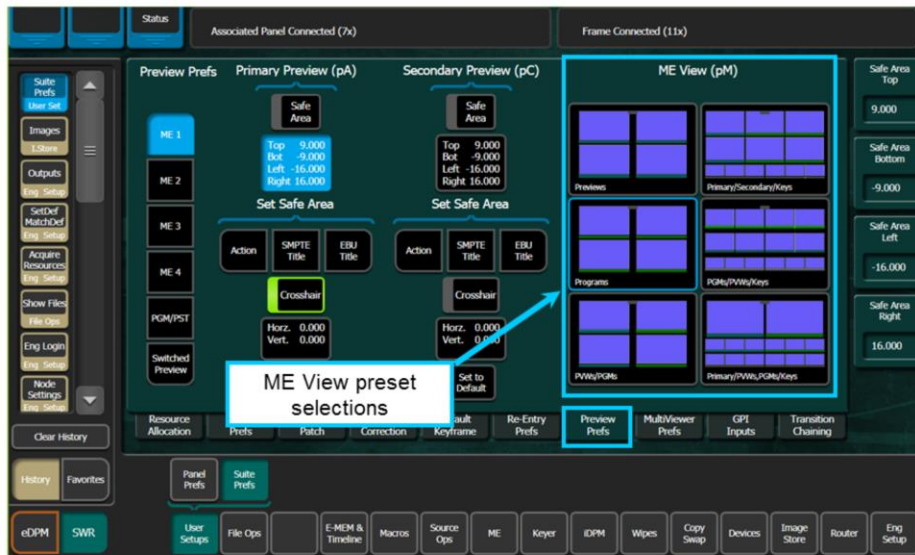 Status
Associated Panel Connected (7x)
Frame Connected (11x)
Suite
Prefs
User Set
Images
I.Store
Outputs
Eng Setup
SetDef
MatchDef
Eng Setup
Acquire
Resources
Eng Setup
Show Files
File Ops
Eng Login
Eng Setup
Node
Settings
Eng Setup
Clear History
History
Favorites
eDPM
SWR
Preview Prefs
ME 1
ME 2
ME 3
ME 4
PGM/PST
Switched
Preview
Primary Preview (pA)
Safe
Area
Top 9.000
Bot -9.000
Left -16.000
Right 16.000
Set Safe Area
Action
SMPTE
Title
EBU
Title
Crosshair
Horz. 0.000
Vert. 0.000
Secondary Preview (pC)
Safe
Area
Top 9.000
Bot -9.000
Left -16.000
Right 16.000
Set Safe Area
Action
SMPTE
Title
EBU
Title
Crosshair
Horz. 0.000
Vert. 0.000
Set to
Default
ME View (pM)
Previews
Primary/Secondary/Keys
Programs
PGMs/PVWs/Keys
PVWs/PGMs
Primary/PVWs,PGMs/Keys
ME View preset
selections
Safe Area
Top
9.000
Safe Area
Bottom
-9.000
Safe Area
Left
-16.000
Safe Area
Right
16.000
Resource
Allocation
Prefs
Patch
Correction
Keyframe
Re-Entry
Prefs
Preview
Prefs
MultiViewer
Prefs
GPI
Inputs
Transition
Chaining
Panel
Prefs
Suite
Prefs
User
Setups
File Ops
E-MEM &
Timeline
Macros
Source
Ops
ME
Keyer
iDPM
Wipes
Copy
Swap
Devices
Image
Store
Router
Eng
Setup